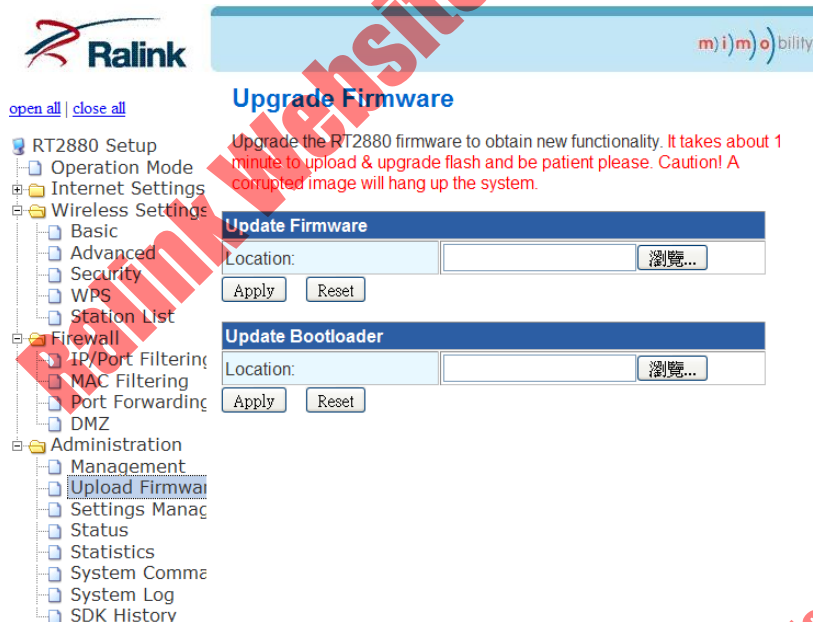 Ralink
m)i)m)o)bility
open all | close all
RT2880 Setup
Operation Mode
Internet Settings
Wireless Settings
Basic
Advanced
Security
WPS
Station List
Firewall
IP/Port Filtering
MAC Filtering
Port Forwarding
DMZ
Administration
Management
Upload Firmwar
Settings Manag
Status
Statistics
System Comma
System Log
SDK History
Upgrade Firmware
Upgrade the RT2880 firmware to obtain new functionality. It takes about 1
minute to upload & upgrade flash and be patient please. Caution! A
corrupted image will hang up the system.
Update Firmware
Location:
瀏覽...
Apply
Reset
Update Bootloader
Location:
瀏覽...
Apply
Reset
Ralink Website